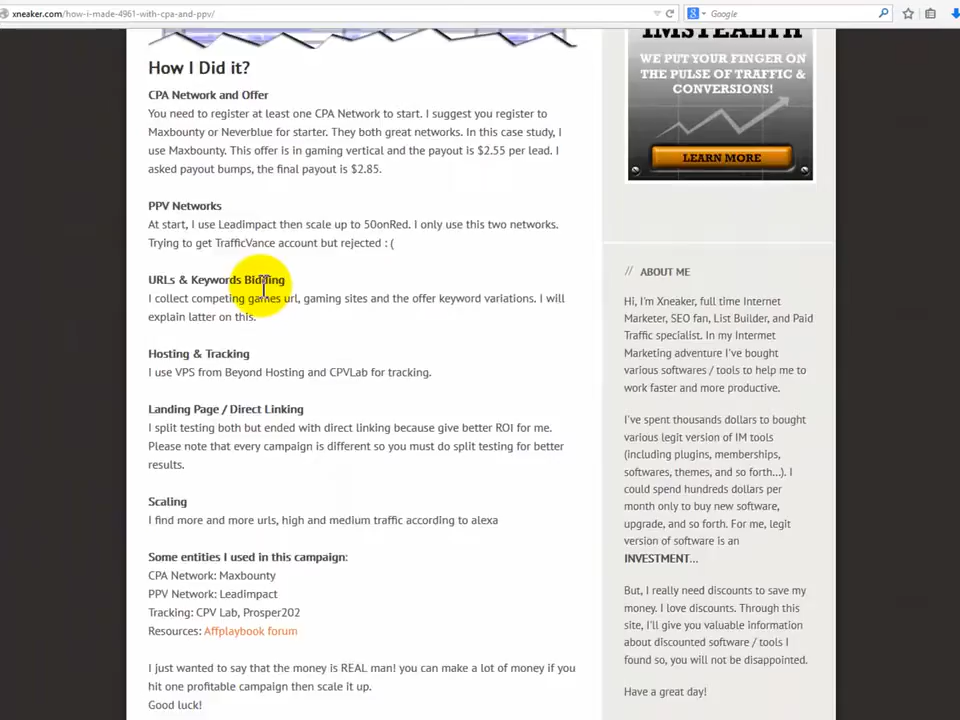 xneaker.com/how-i-made-4961-with-cpa-and-ppv/
Google
How I Did it?
CPA Network and Offer
You need to register at least one CPA Network to start. I suggest you register to
Maxbounty or Neverblue for starter. They both great networks. In this case study, I
use Maxbounty. This offer is in gaming vertical and the payout is $2.55 per lead. I
asked payout bumps, the final payout is $2.85.
PPV Networks
At start, I use Leadimpact then scale up to 50onRed. I only use this two networks.
Trying to get TrafficVance account but rejected : (
URLs & Keywords Bidding
I collect competing games url, gaming sites and the offer keyword variations. I will
explain latter on this.
Hosting & Tracking
I use VPS from Beyond Hosting and CPVLab for tracking.
Landing Page / Direct Linking
I split testing both but ended with direct linking because give better ROI for me.
Please note that every campaign is different so you must do split testing for better
results.
Scaling
I find more and more urls, high and medium traffic according to alexa
Some entities I used in this campaign:
CPA Network: Maxbounty
PPV Network: Leadimpact
Tracking: CPV Lab, Prosper202
Resources: Affplaybook forum
I just wanted to say that the money is REAL man! you can make a lot of money if you
hit one profitable campaign then scale it up.
Good luck!
IMSTEALTH
WE PUT YOUR FINGER ON
THE PULSE OF TRAFFIC &
CONVERSIONS!
LEARN MORE
// ABOUT ME
Hi, I'm Xneaker, full time Internet
Marketer, SEO fan, List Builder, and Paid
Traffic specialist. In my Internet
Marketing adventure I've bought
various softwares / tools to help me to
work faster and more productive.
I've spent thousands dollars to bought
various legit version of IM tools
(including plugins, memberships,
softwares, themes, and so forth...). I
could spend hundreds dollars per
month only to buy new software,
upgrade, and so forth. For me, legit
version of software is an
INVESTMENT...
But, I really need discounts to save my
money. I love discounts. Through this
site, I'll give you valuable information
about discounted software / tools I
found so, you will not be disappointed.
Have a great day!